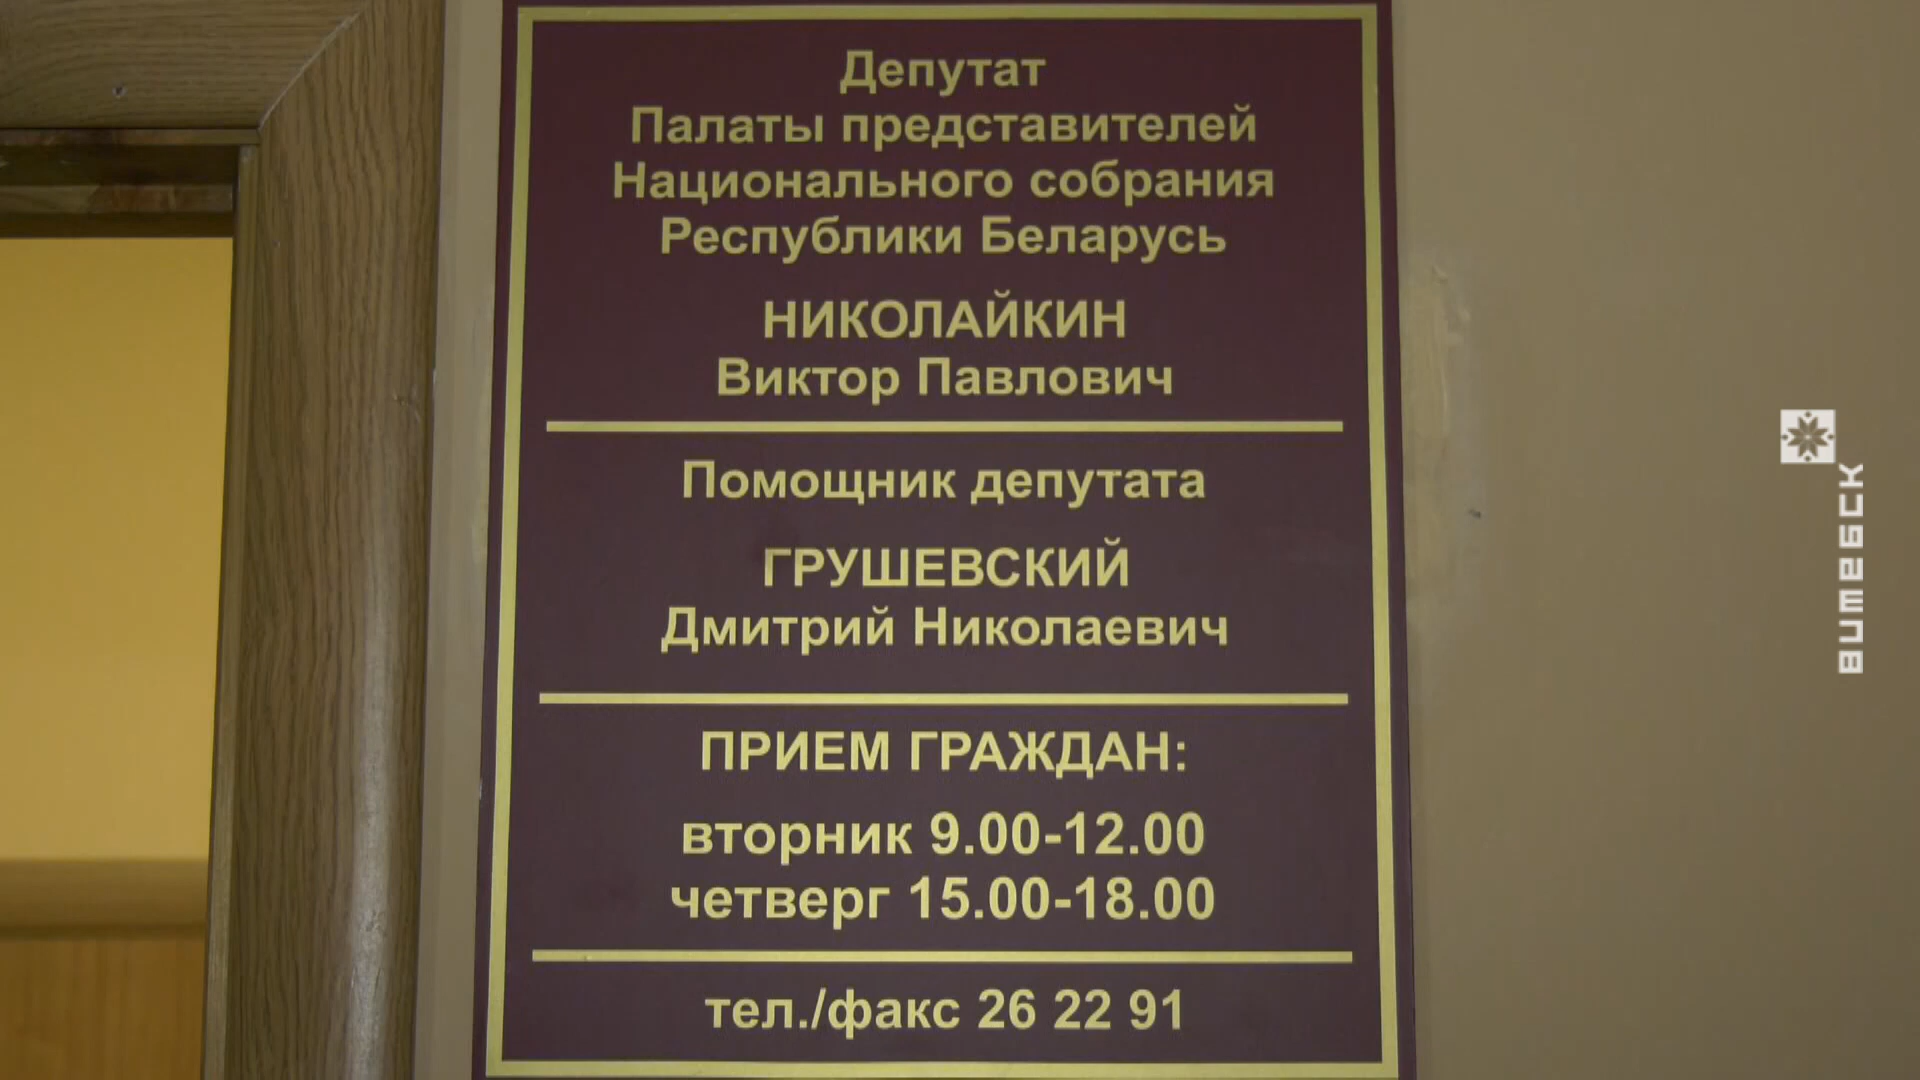 Депутат
Палаты представителей
Национального собрания
Республики Беларусь
НИКОЛАЙКИН
Виктор Павлович
Помощник депутата
ГРУШЕВСКИЙ
Дмитрий Николаевич
ПРИЕМ ГРАЖДАН:
вторник 9.00-12.00
четверг 15.00-18.00
тел./факс 26 22 91
витебск